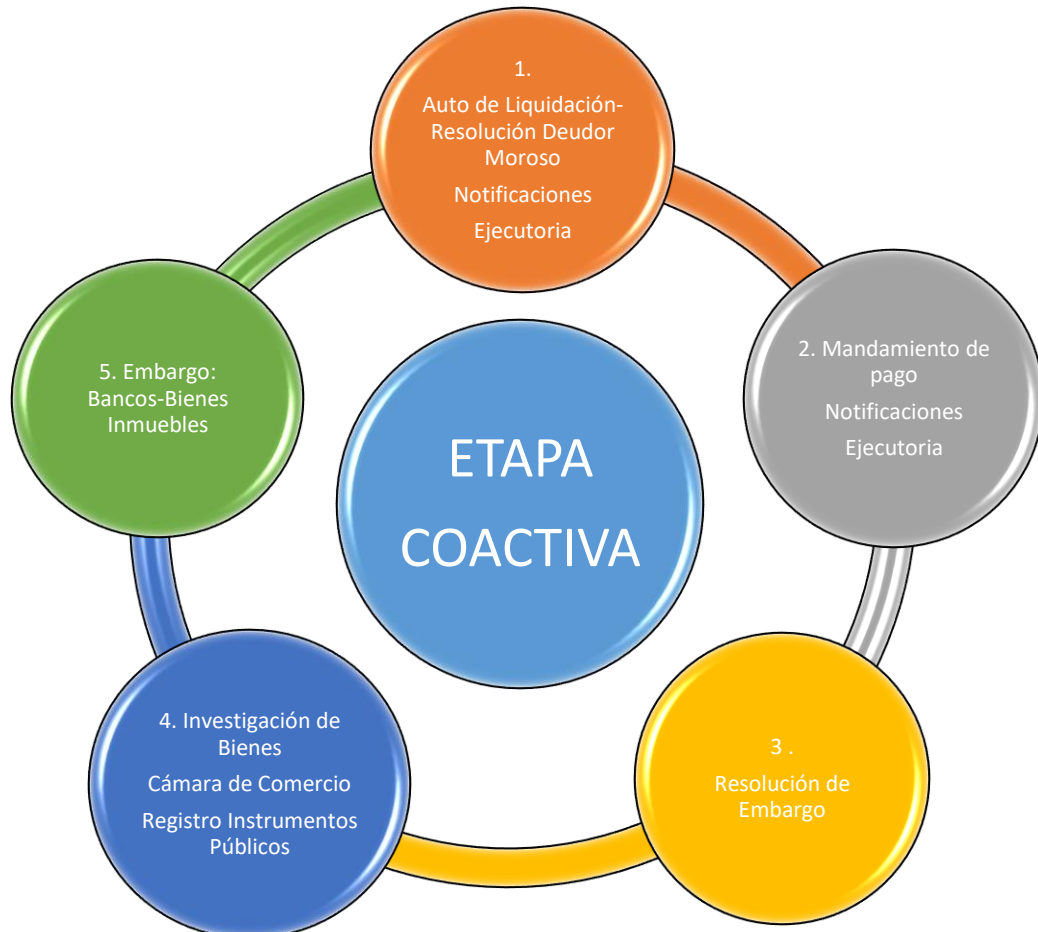 1.
Auto de Liquidación-
Resolución Deudor
Moroso
Notificaciones
Ejecutoria
2. Mandamiento de
pago
Notificaciones
Ejecutoria
3 .
Resolución de
Embargo
4. Investigación de
Bienes
Cámara de Comercio
Registro Instrumentos
Públicos
5. Embargo:
Bancos-Bienes
Inmuebles
ETAPA
COACTIVA